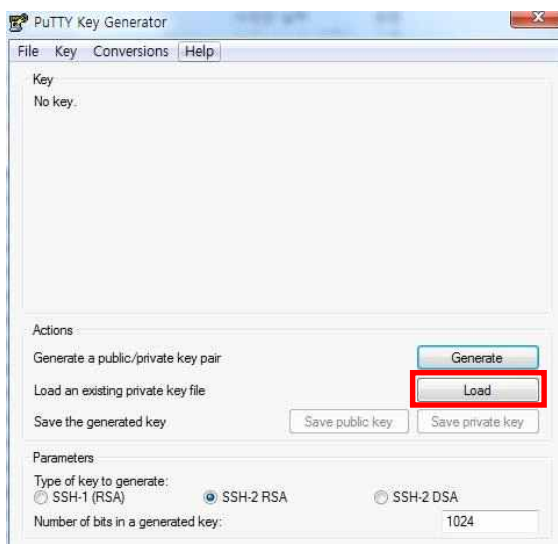 PuTTY Key Generator
File Key Conversions Help
Key
No key.
Actions
Generate a public/private key pair Generate
Load an existing private key file Load
Save the generated key Save public key Save private key
Parameters
Type of key to generate:
SSH-1 (RSA) SSH-2 RSA SSH-2 DSA
Number of bits in a generated key: 1024